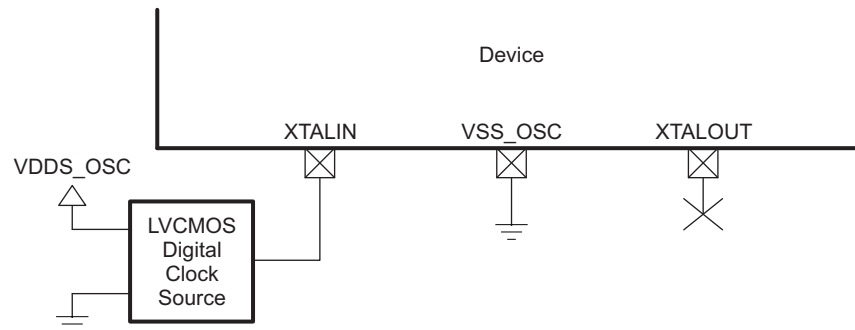 Device
XTALIN
VSS_OSC
XTALOUT
VDDS_OSC
LVCMOS
Digital
Clock
Source